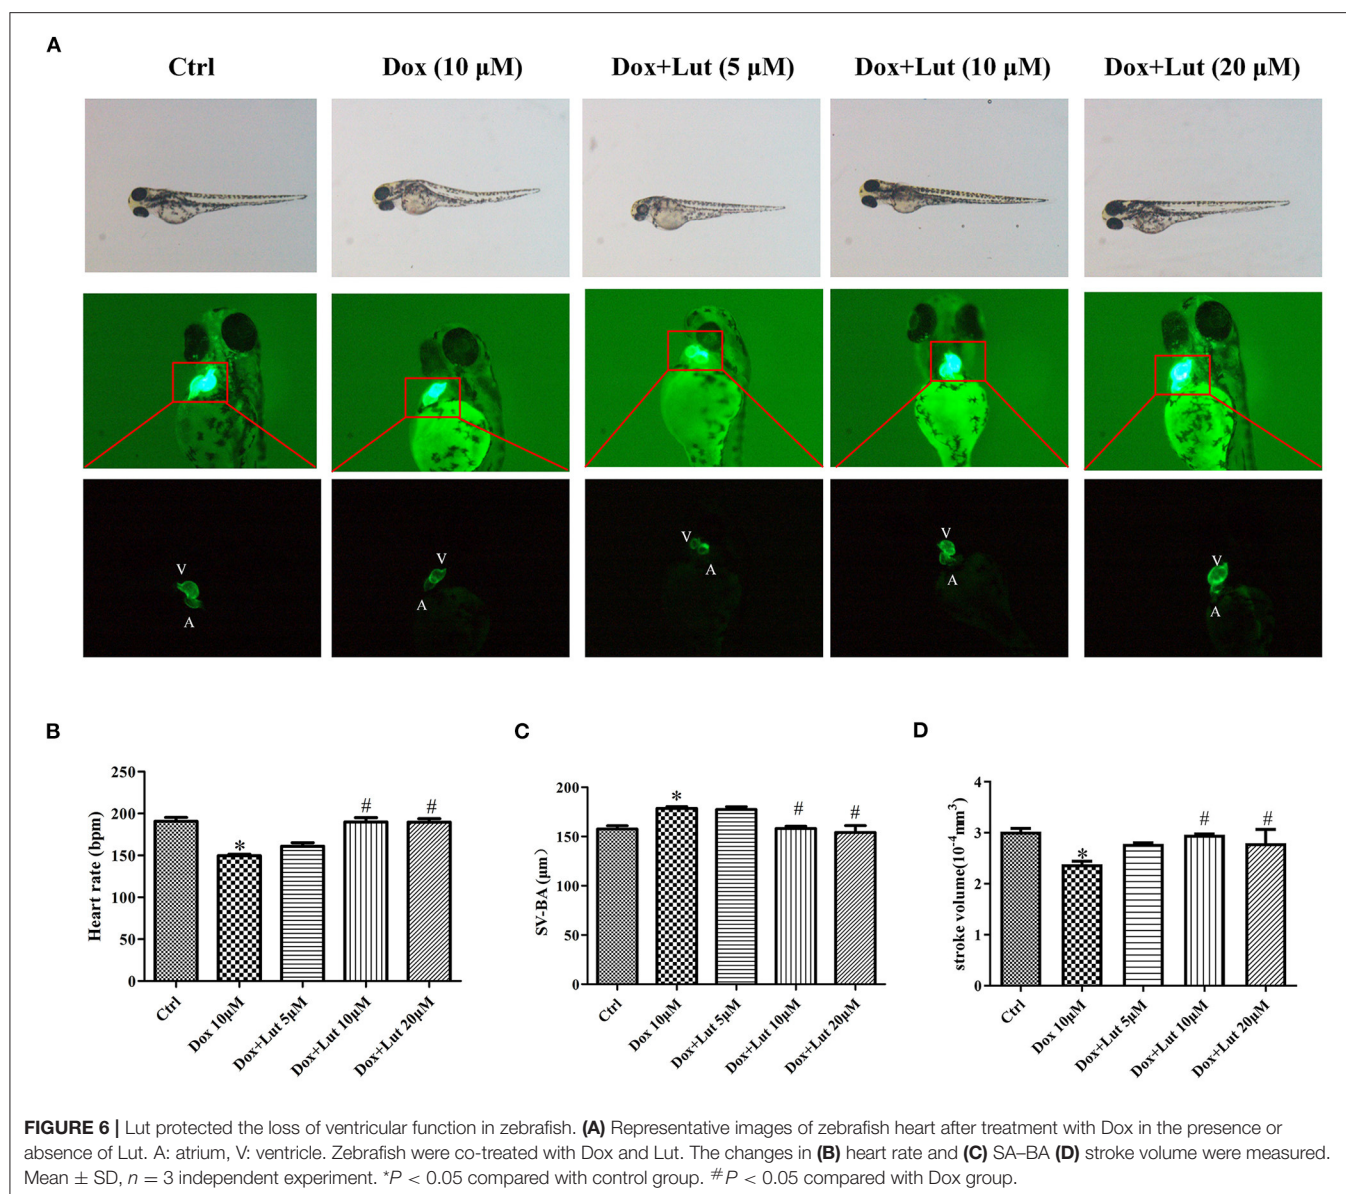 A
Ctrl
Dox (10 μM)
Dox+Lut (5 μM)
Dox+Lut (10 μM)
Dox+Lut (20 μM)
V
A
V
A
V
A
V
A
V
A
B
Heart rate (bpm)
250
200
150
100
50
0
*
#
#
Ctrl
Dox 10μM
Dox+Lut 5μM
Dox+Lut 10μM
Dox+Lut 20μM
C
SV-BA (μm)
200
150
100
50
0
*
#
#
Ctrl
Dox 10μM
Dox+Lut 5μM
Dox+Lut 10μM
Dox+Lut 20μM
D
stroke volume(10⁻⁴mm³)
4
3
2
1
0
*
#
#
Ctrl
Dox 10μM
Dox+Lut 5μM
Dox+Lut 10μM
Dox+Lut 20μM
FIGURE 6 | Lut protected the loss of ventricular function in zebrafish. (A) Representative images of zebrafish heart after treatment with Dox in the presence or
absence of Lut. A: atrium, V: ventricle. Zebrafish were co-treated with Dox and Lut. The changes in (B) heart rate and (C) SA–BA (D) stroke volume were measured.
Mean ± SD, n = 3 independent experiment. *P < 0.05 compared with control group. #P < 0.05 compared with Dox group.